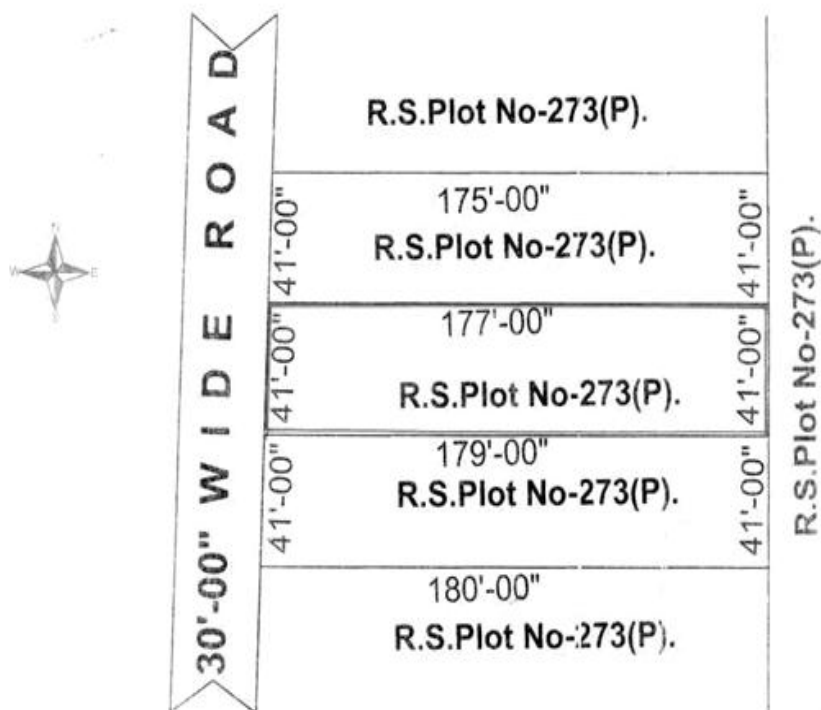 30'-00" WIDE ROAD
R.S.Plot No-273(P).
175'-00"
41'-00"
R.S.Plot No-273(P).
41'-00"
177'-00"
41'-00"
R.S.Plot No-273(P).
41'-00"
179'-00"
41'-00"
R.S.Plot No-273(P).
41'-00"
180'-00"
R.S.Plot No-273(P).
R.S.Plot No-273(P).
N
W
E
S